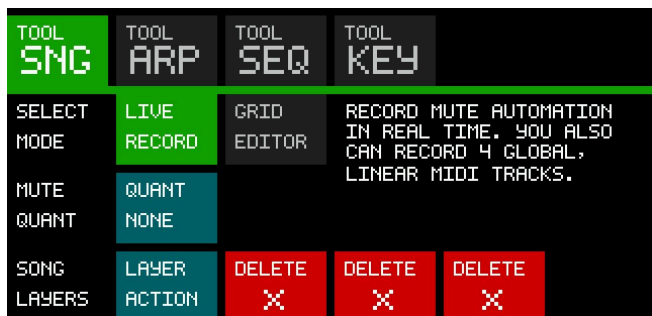 TOOL TOOL TOOL TOOL
SNG ARP SEQ KEY
SELECT LIVE GRID RECORD MUTE AUTOMATION
MODE RECORD EDITOR IN REAL TIME. YOU ALSO
CAN RECORD 4 GLOBAL,
LINEAR MIDI TRACKS.
MUTE QUANT
QUANT NONE
SONG LAYER DELETE DELETE DELETE
LAYERS ACTION X X X